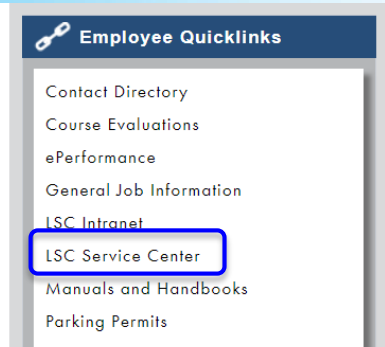 Employee Quicklinks
Contact Directory
Course Evaluations
ePerformance
General Job Information
LSC Intranet
LSC Service Center
Manuals and Handbooks
Parking Permits